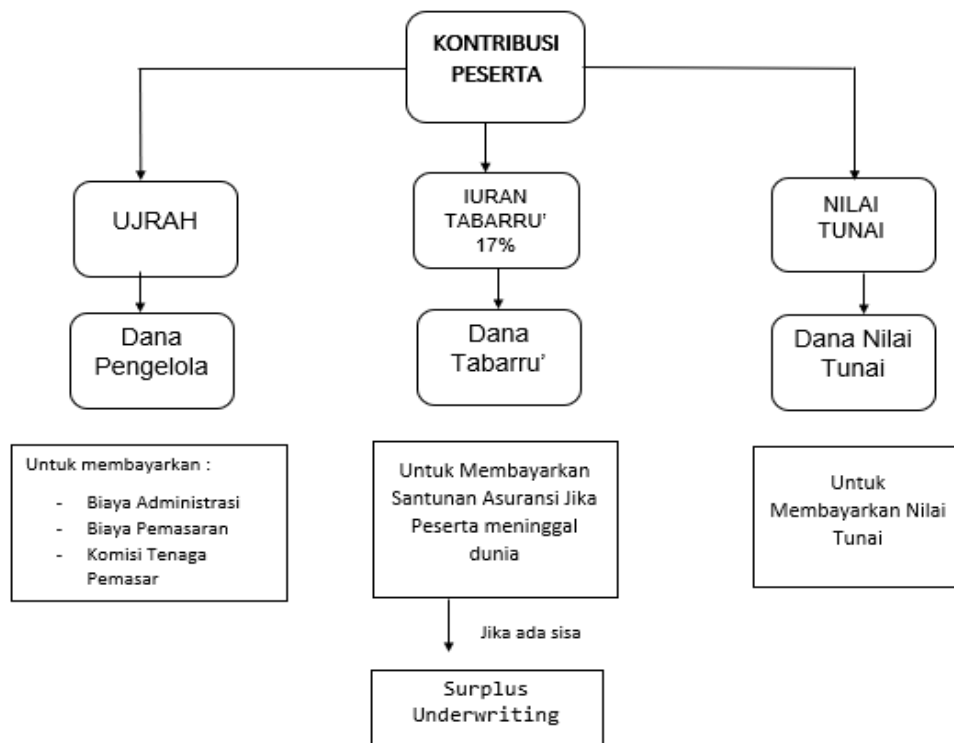 KONTRIBUSI
PESERTA
UJRAH
IURAN
TABARRU’
17%
NILAI
TUNAI
Dana
Pengelola
Dana
Tabarru’
Dana Nilai
Tunai
Untuk membayarkan :
- Biaya Administrasi
- Biaya Pemasaran
- Komisi Tenaga
Pemasar
Untuk Membayarkan
Santunan Asuransi Jika
Peserta meninggal
dunia
Untuk
Membayarkan Nilai
Tunai
Jika ada sisa
Surplus
Underwriting